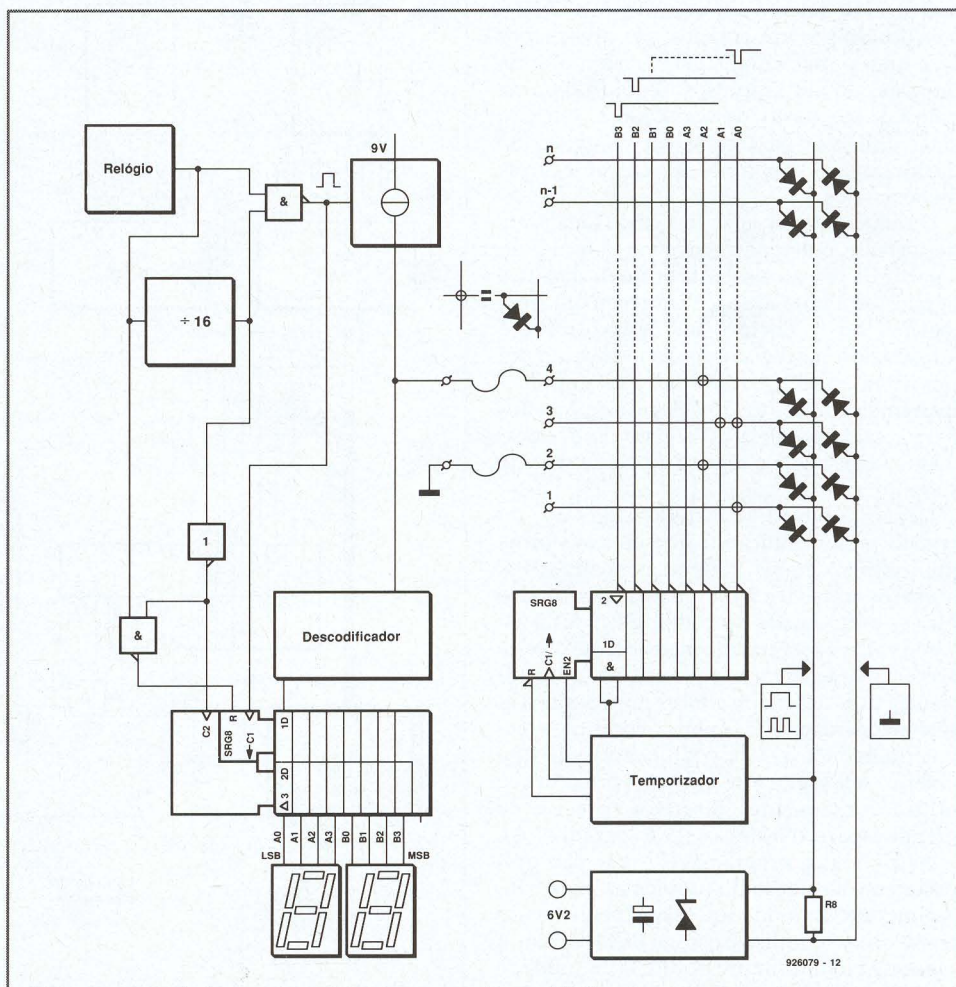 B3
B2
B1
B0
A3
A2
A1
A0
n
n-1
9V
Relógio
&
÷ 16
=
4
3
2
1
1
&
Descodificador
SRG8
2
1D
&
R
C1/
EN2
C2
R
SRG8
C1
1D
2D
3
Temporizador
A0
A1
A2
A3
B0
B1
B2
B3
LSB
MSB
6V2
R8
926079 - 12